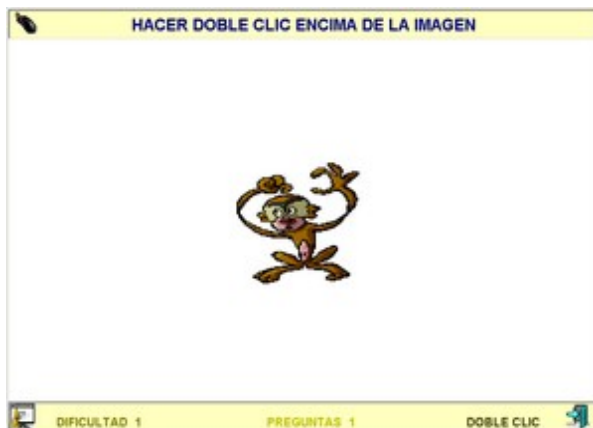 HACER DOBLE CLIC ENCIMA DE LA IMAGEN
DIFICULTAD 1 PREGUNTAS 1 DOBLE CLIC